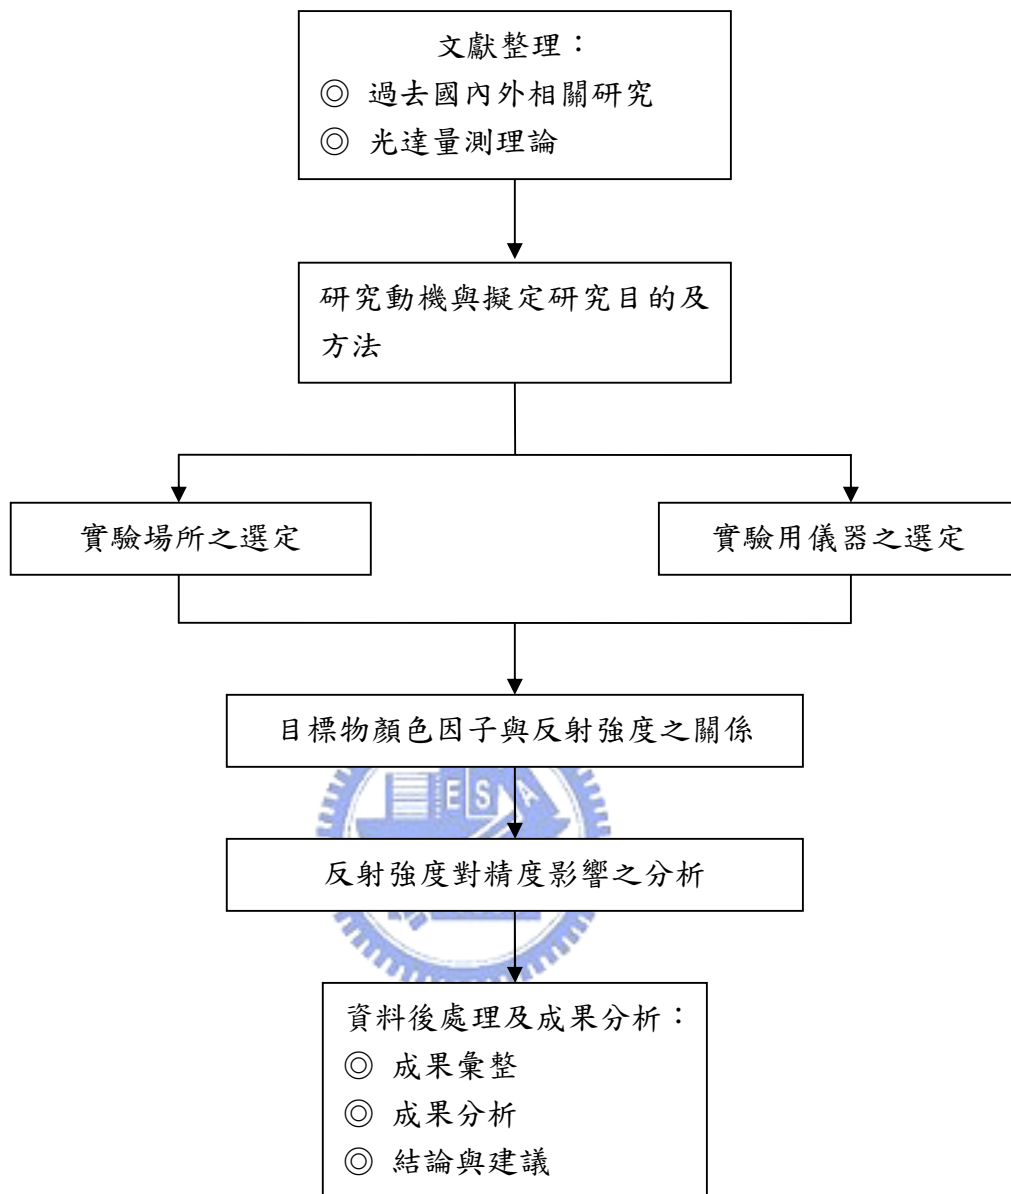 文獻整理：
◎ 過去國內外相關研究
◎ 光達量測理論
研究動機與擬定研究目的及
方法
實驗場所之選定
實驗用儀器之選定
目標物顏色因子與反射強度之關係
E S A
反射強度對精度影響之分析
資料後處理及成果分析：
◎ 成果彙整
◎ 成果分析
◎ 結論與建議